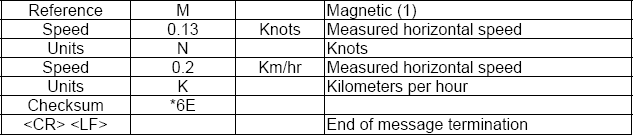 Reference M Magnetic (1)
Speed 0.13 Knots Measured horizontal speed
Units N Knots
Speed 0.2 Km/hr Measured horizontal speed
Units K Kilometers per hour
Checksum *6E
<CR> <LF> End of message termination